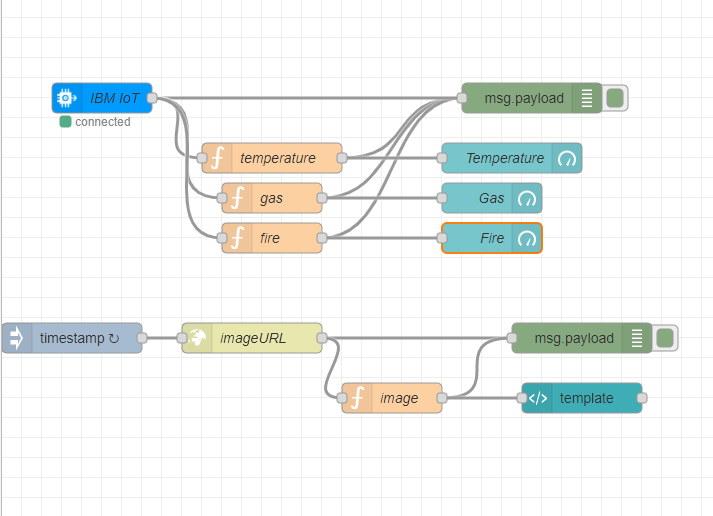 IBM IoT
msg.payload
connected
temperature
Temperature
gas
Gas
fire
Fire
timestamp ↻
imageURL
msg.payload
image
</> template